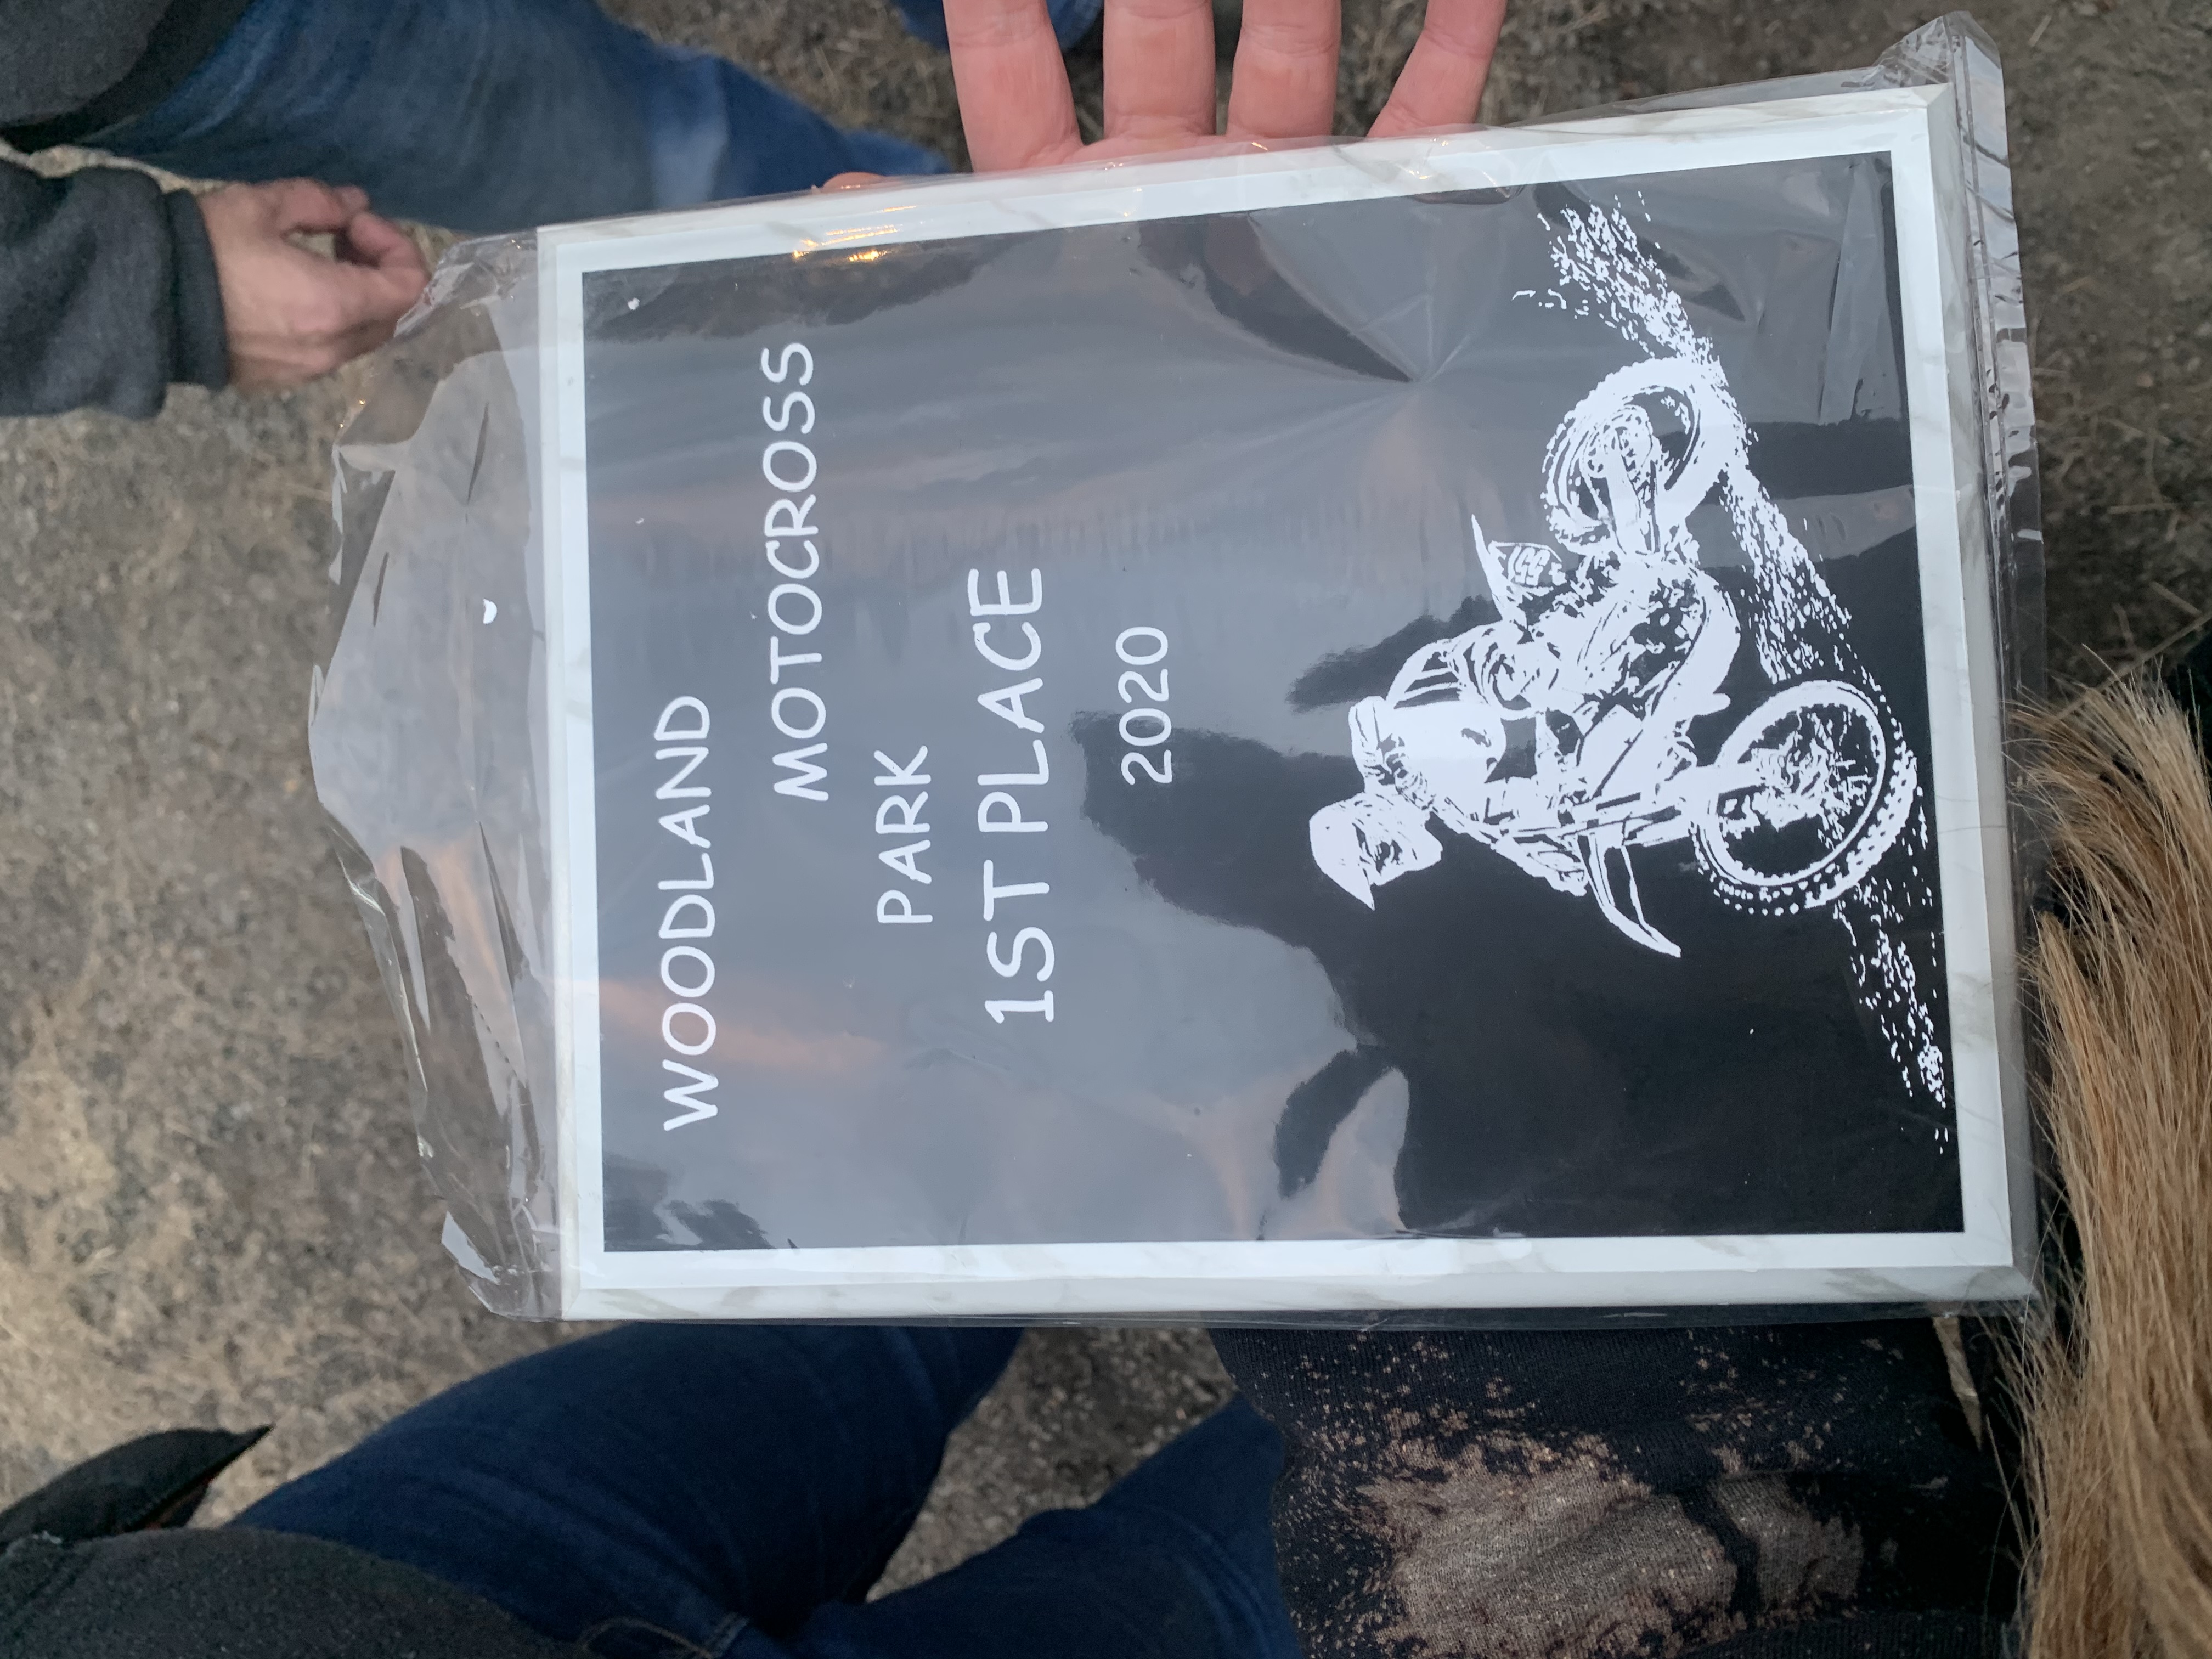 WOODLAND
MOTOCROSS
PARK
1ST PLACE
2020